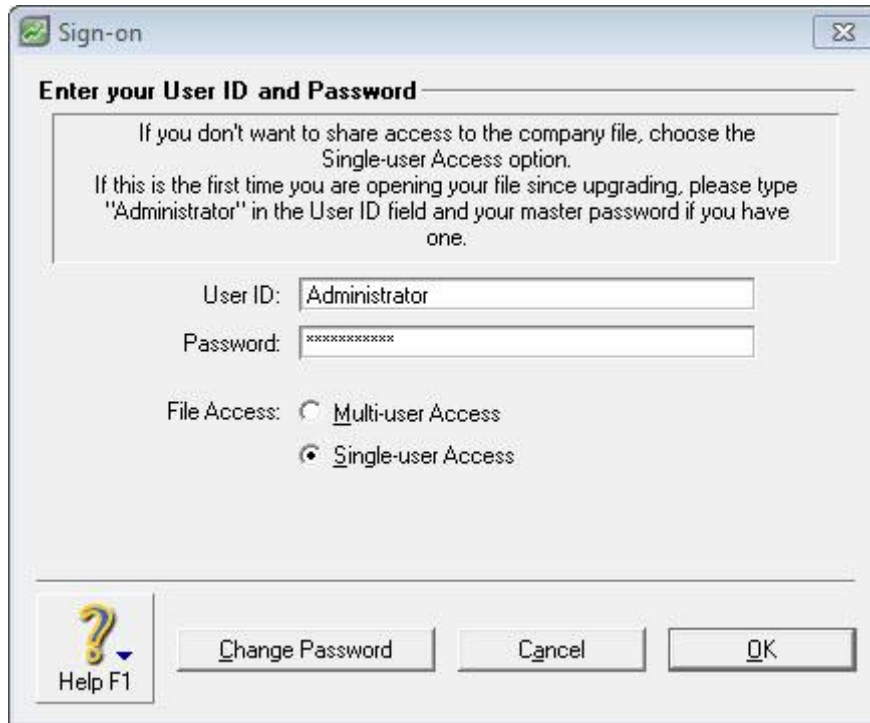 Sign-on
Enter your User ID and Password
If you don't want to share access to the company file, choose the
Single-user Access option.
If this is the first time you are opening your file since upgrading, please type
"Administrator" in the User ID field and your master password if you have
one.
User ID: Administrator
Password: ***********
File Access: Multi-user Access
Single-user Access
Help F1 Change Password Cancel OK